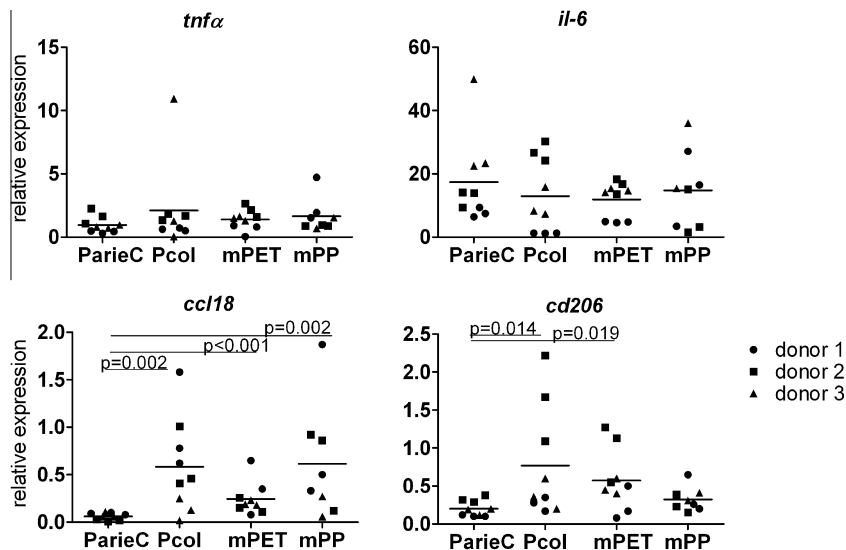 tnfα
relative expression
15
10
5
0
ParieC Pcol mPET mPP
il-6
60
40
20
0
ParieC Pcol mPET mPP
ccl18
relative expression
2.0
1.5
1.0
0.5
0.0
p=0.002
p<0.001
p=0.002
ParieC Pcol mPET mPP
cd206
2.5
2.0
1.5
1.0
0.5
0.0
p=0.014
p=0.019
ParieC Pcol mPET mPP
donor 1
donor 2
donor 3